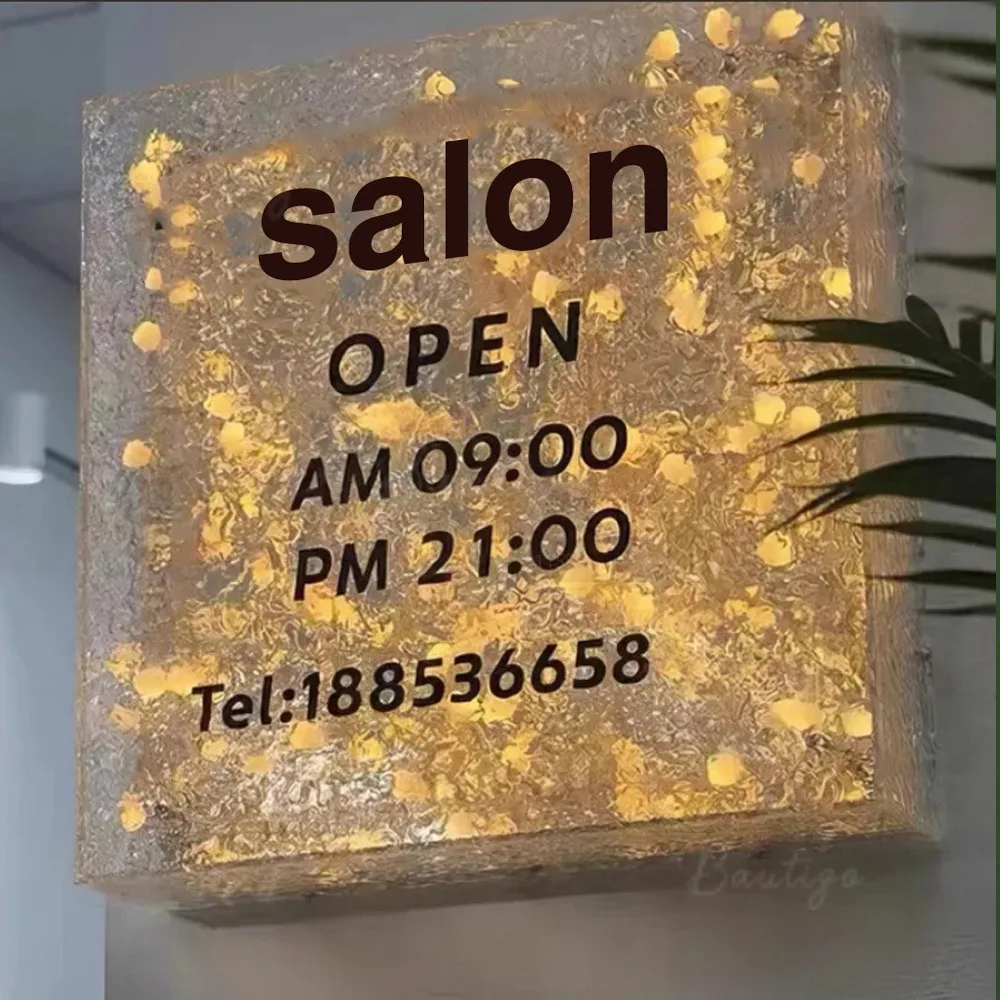 salon
OPEN
AM 09:00
PM 21:00
Tel:188536658
Bautigo